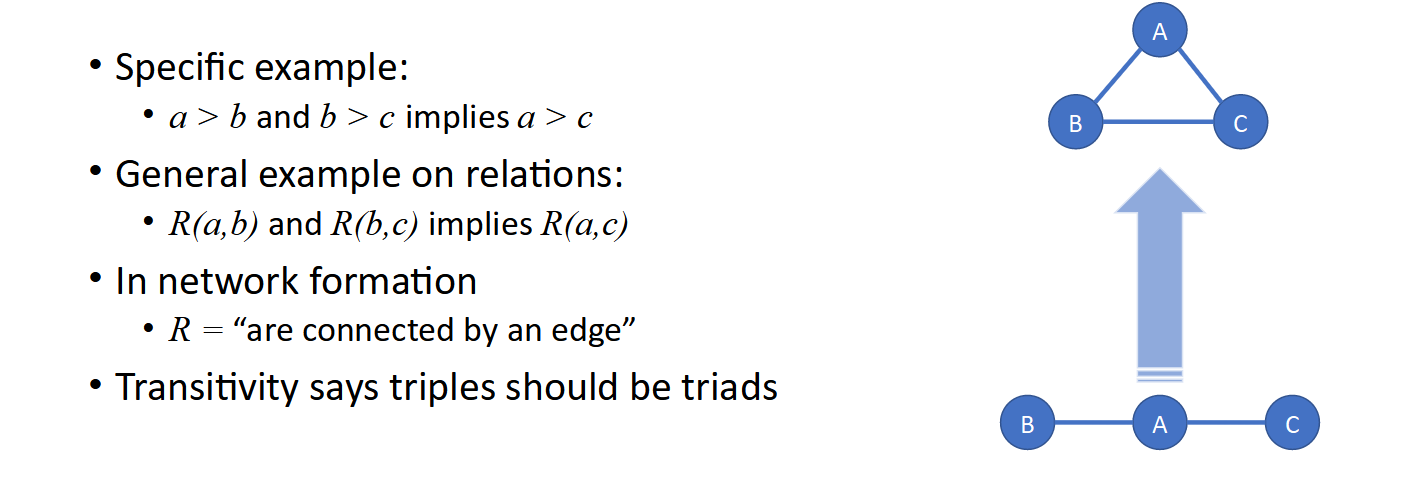 • Specific example:
• a > b and b > c implies a > c
• General example on relations:
• R(a,b) and R(b,c) implies R(a,c)
• In network formation
• R = “are connected by an edge”
• Transitivity says triples should be triads
A
B C
B A C